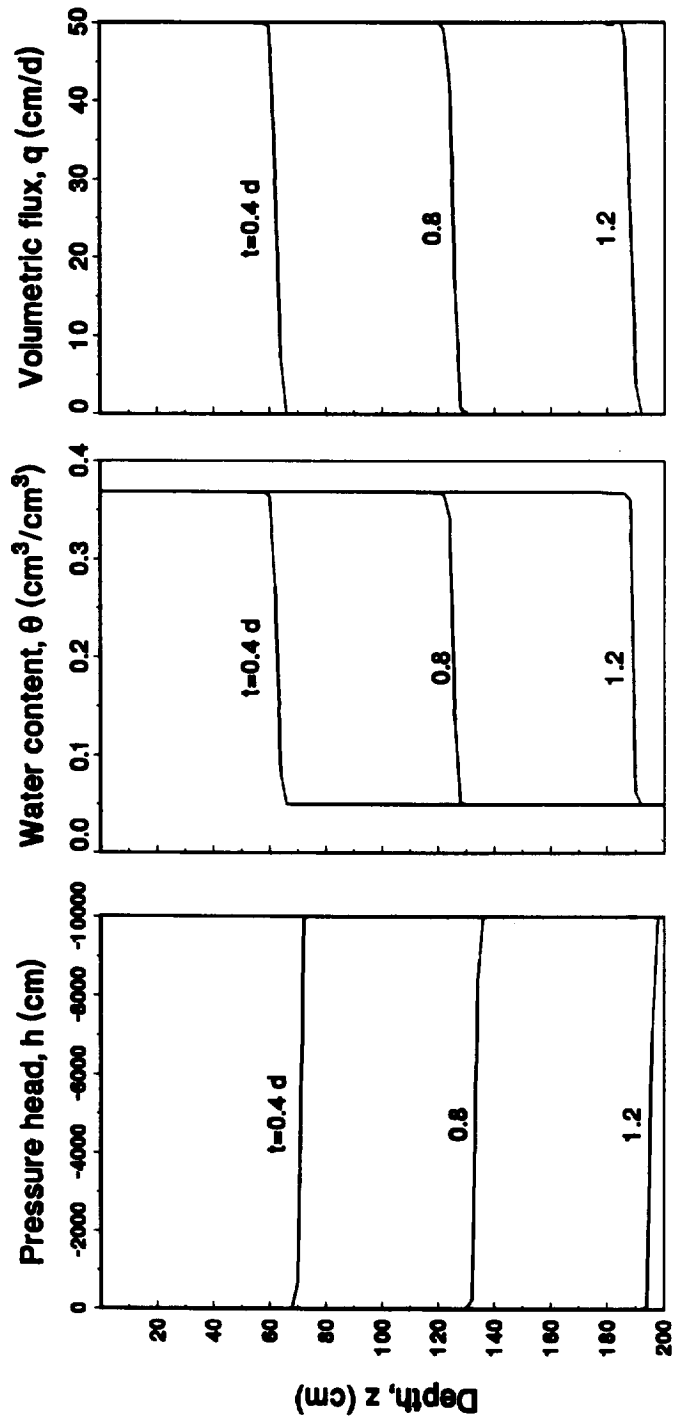 Pressure head, h (cm)
0 -2000 -4000 -6000 -8000 -10000
Depth, z (cm)
20
40
60
80
100
120
140
160
180
200
t=0.4 d
0.8
1.2
Water content, θ (cm³/cm³)
0.0 0.1 0.2 0.3 0.4
t=0.4 d
0.8
1.2
Volumetric flux, q (cm/d)
0 10 20 30 40 50
t=0.4 d
0.8
1.2